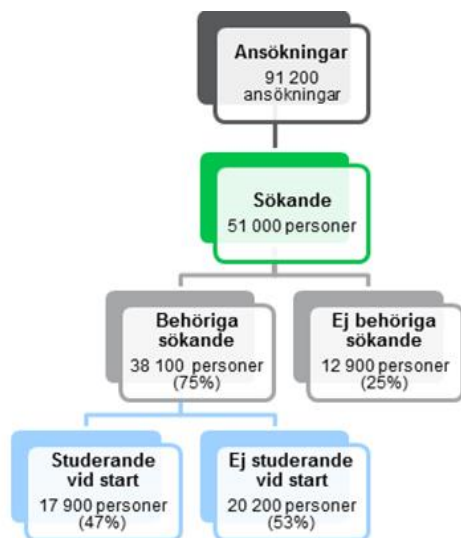 Ansökningar
91 200
ansökningar
Sökande
51 000 personer
Behöriga
sökande
38 100 personer
(75%)
Ej behöriga
sökande
12 900 personer
(25%)
Studerande
vid start
17 900 personer
(47%)
Ej studerande
vid start
20 200 personer
(53%)